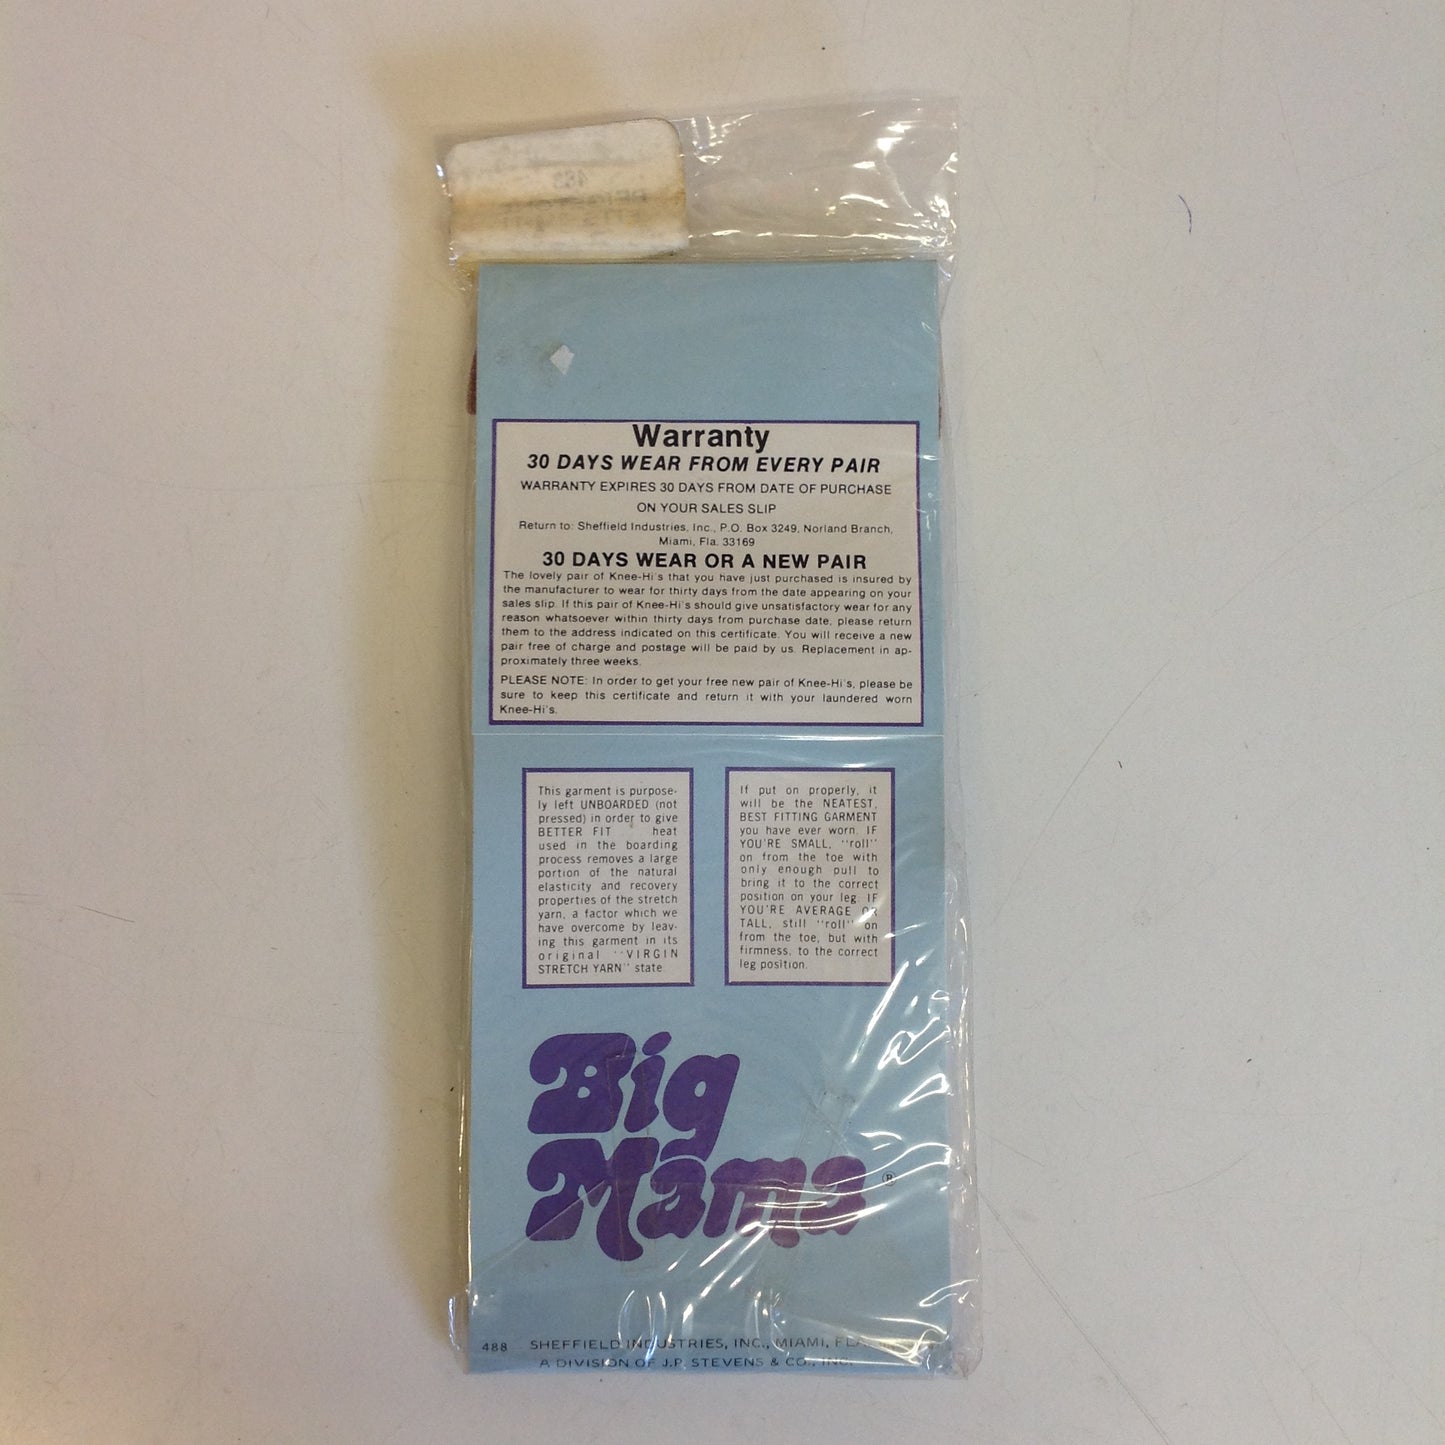 Warranty
30 DAYS WEAR FROM EVERY PAIR
WARRANTY EXPIRES 30 DAYS FROM DATE OF PURCHASE
ON YOUR SALES SLIP
Return to: Sheffield Industries, Inc., P.O. Box 3249, Norland Branch,
Miami, Fla. 33169
30 DAYS WEAR OR A NEW PAIR
The lovely pair of Knee-Hi's that you have just purchased is insured by
the manufacturer to wear for thirty days from the date appearing on your
sales slip. If this pair of Knee-Hi's should give unsatisfactory wear for any
reason whatsoever within thirty days from purchase date, please return
them to the address indicated on this certificate. You will receive a new
pair free of charge and postage will be paid by us. Replacement in ap-
proximately three weeks.
PLEASE NOTE: In order to get your free new pair of Knee-Hi's, please be
sure to keep this certificate and return it with your laundered worn
Knee-Hi's.
This garment is purpose-
ly left UNBOARDED (not
pressed) in order to give
BETTER FIT heat
used in the boarding
process removes a large
portion of the natural
elasticity and recovery
properties of the stretch
yarn, a factor which we
have overcome by leav-
ing this garment in its
original "VIRGIN
STRETCH YARN" state.
If put on properly, it
will be the NEATEST,
BEST FITTING GARMENT
you have ever worn. IF
YOU'RE SMALL, "roll"
on from the toe with
only enough pull to
bring it to the correct
position on your leg. IF
YOU'RE AVERAGE OR
TALL, still "roll" on
from the toe, but with
firmness, to the correct
leg position.
Big
Mama ®
488 SHEFFIELD INDUSTRIES, INC., MIAMI, FLA.
A DIVISION OF J.P. STEVENS & CO., INC.